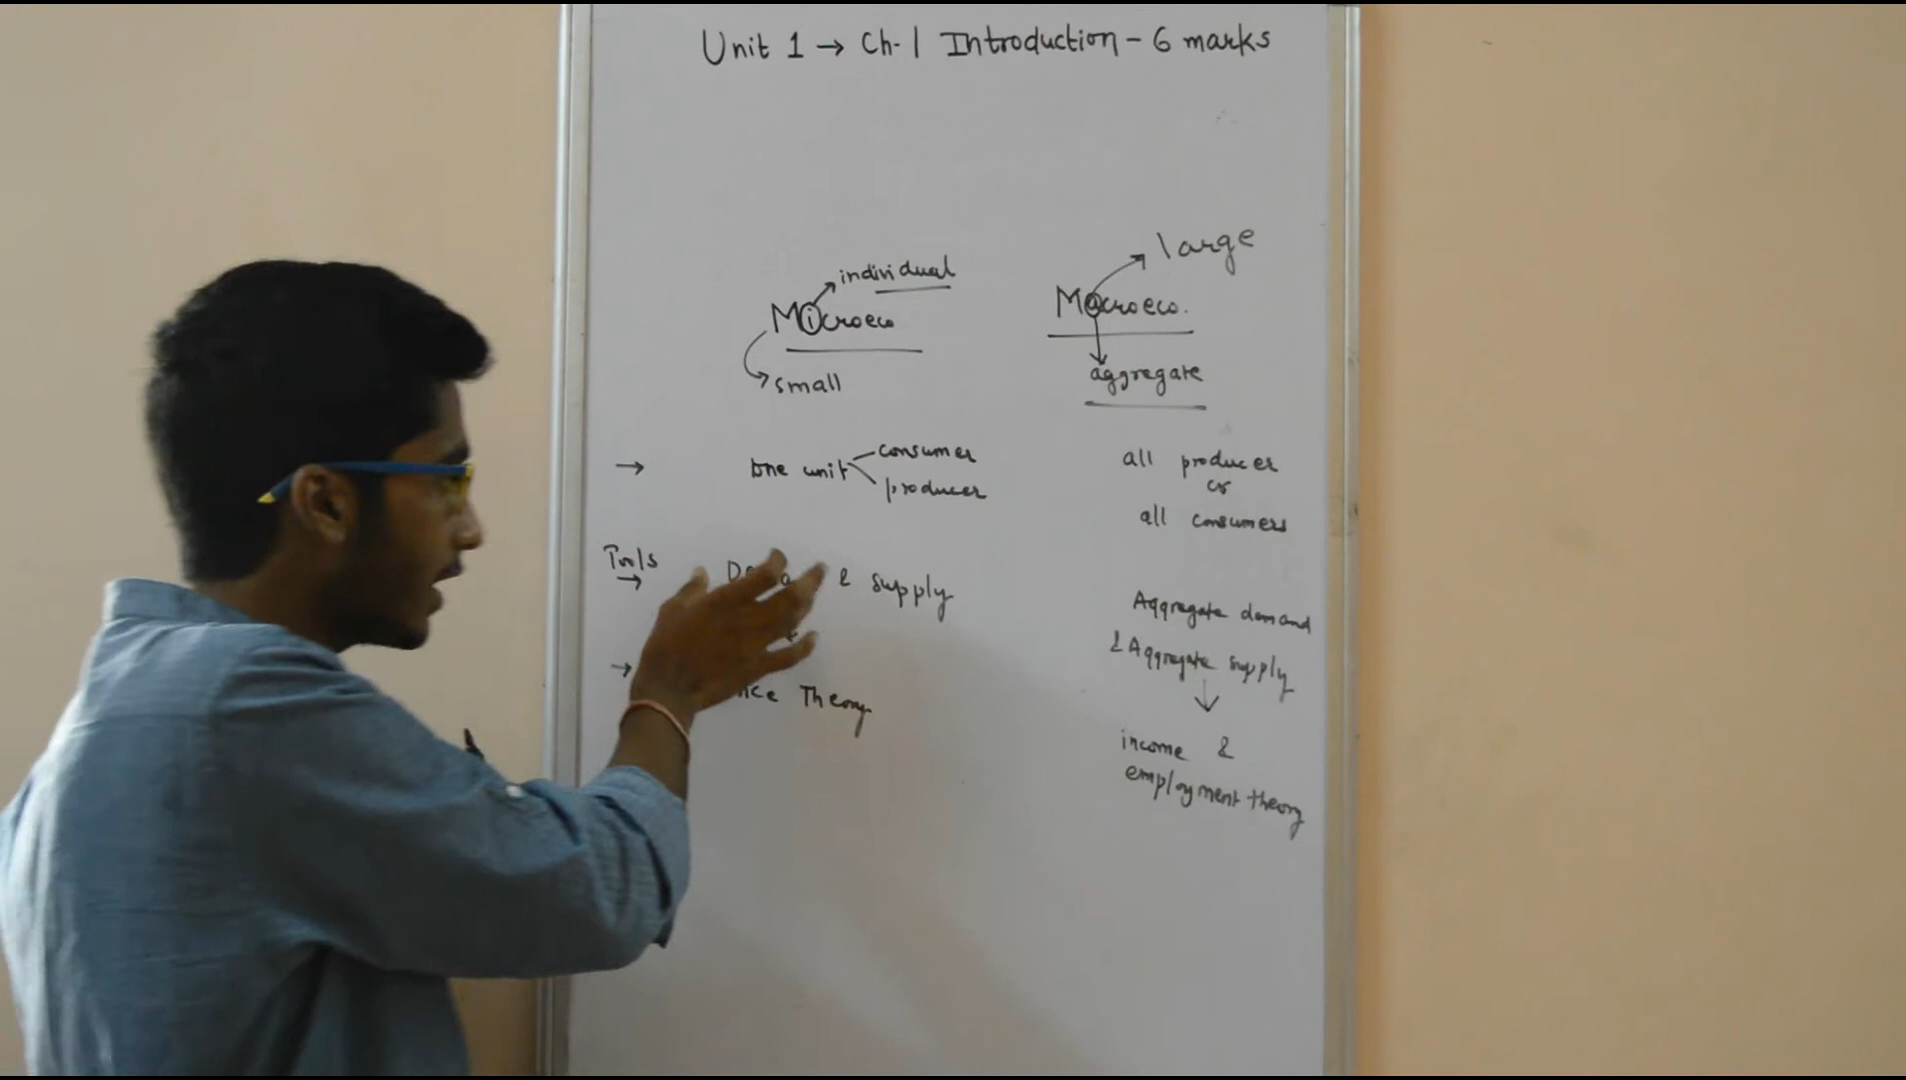 Unit 1 → Ch-1 Introduction - 6 marks
individual
Microeco
small
large
Macroeco.
aggregate
→ one unit consumer
producer
all producer
or
all consumers
Tools
→ & supply
Aggregate demand
& Aggregate supply
↓
→
Theory
income &
employment theory